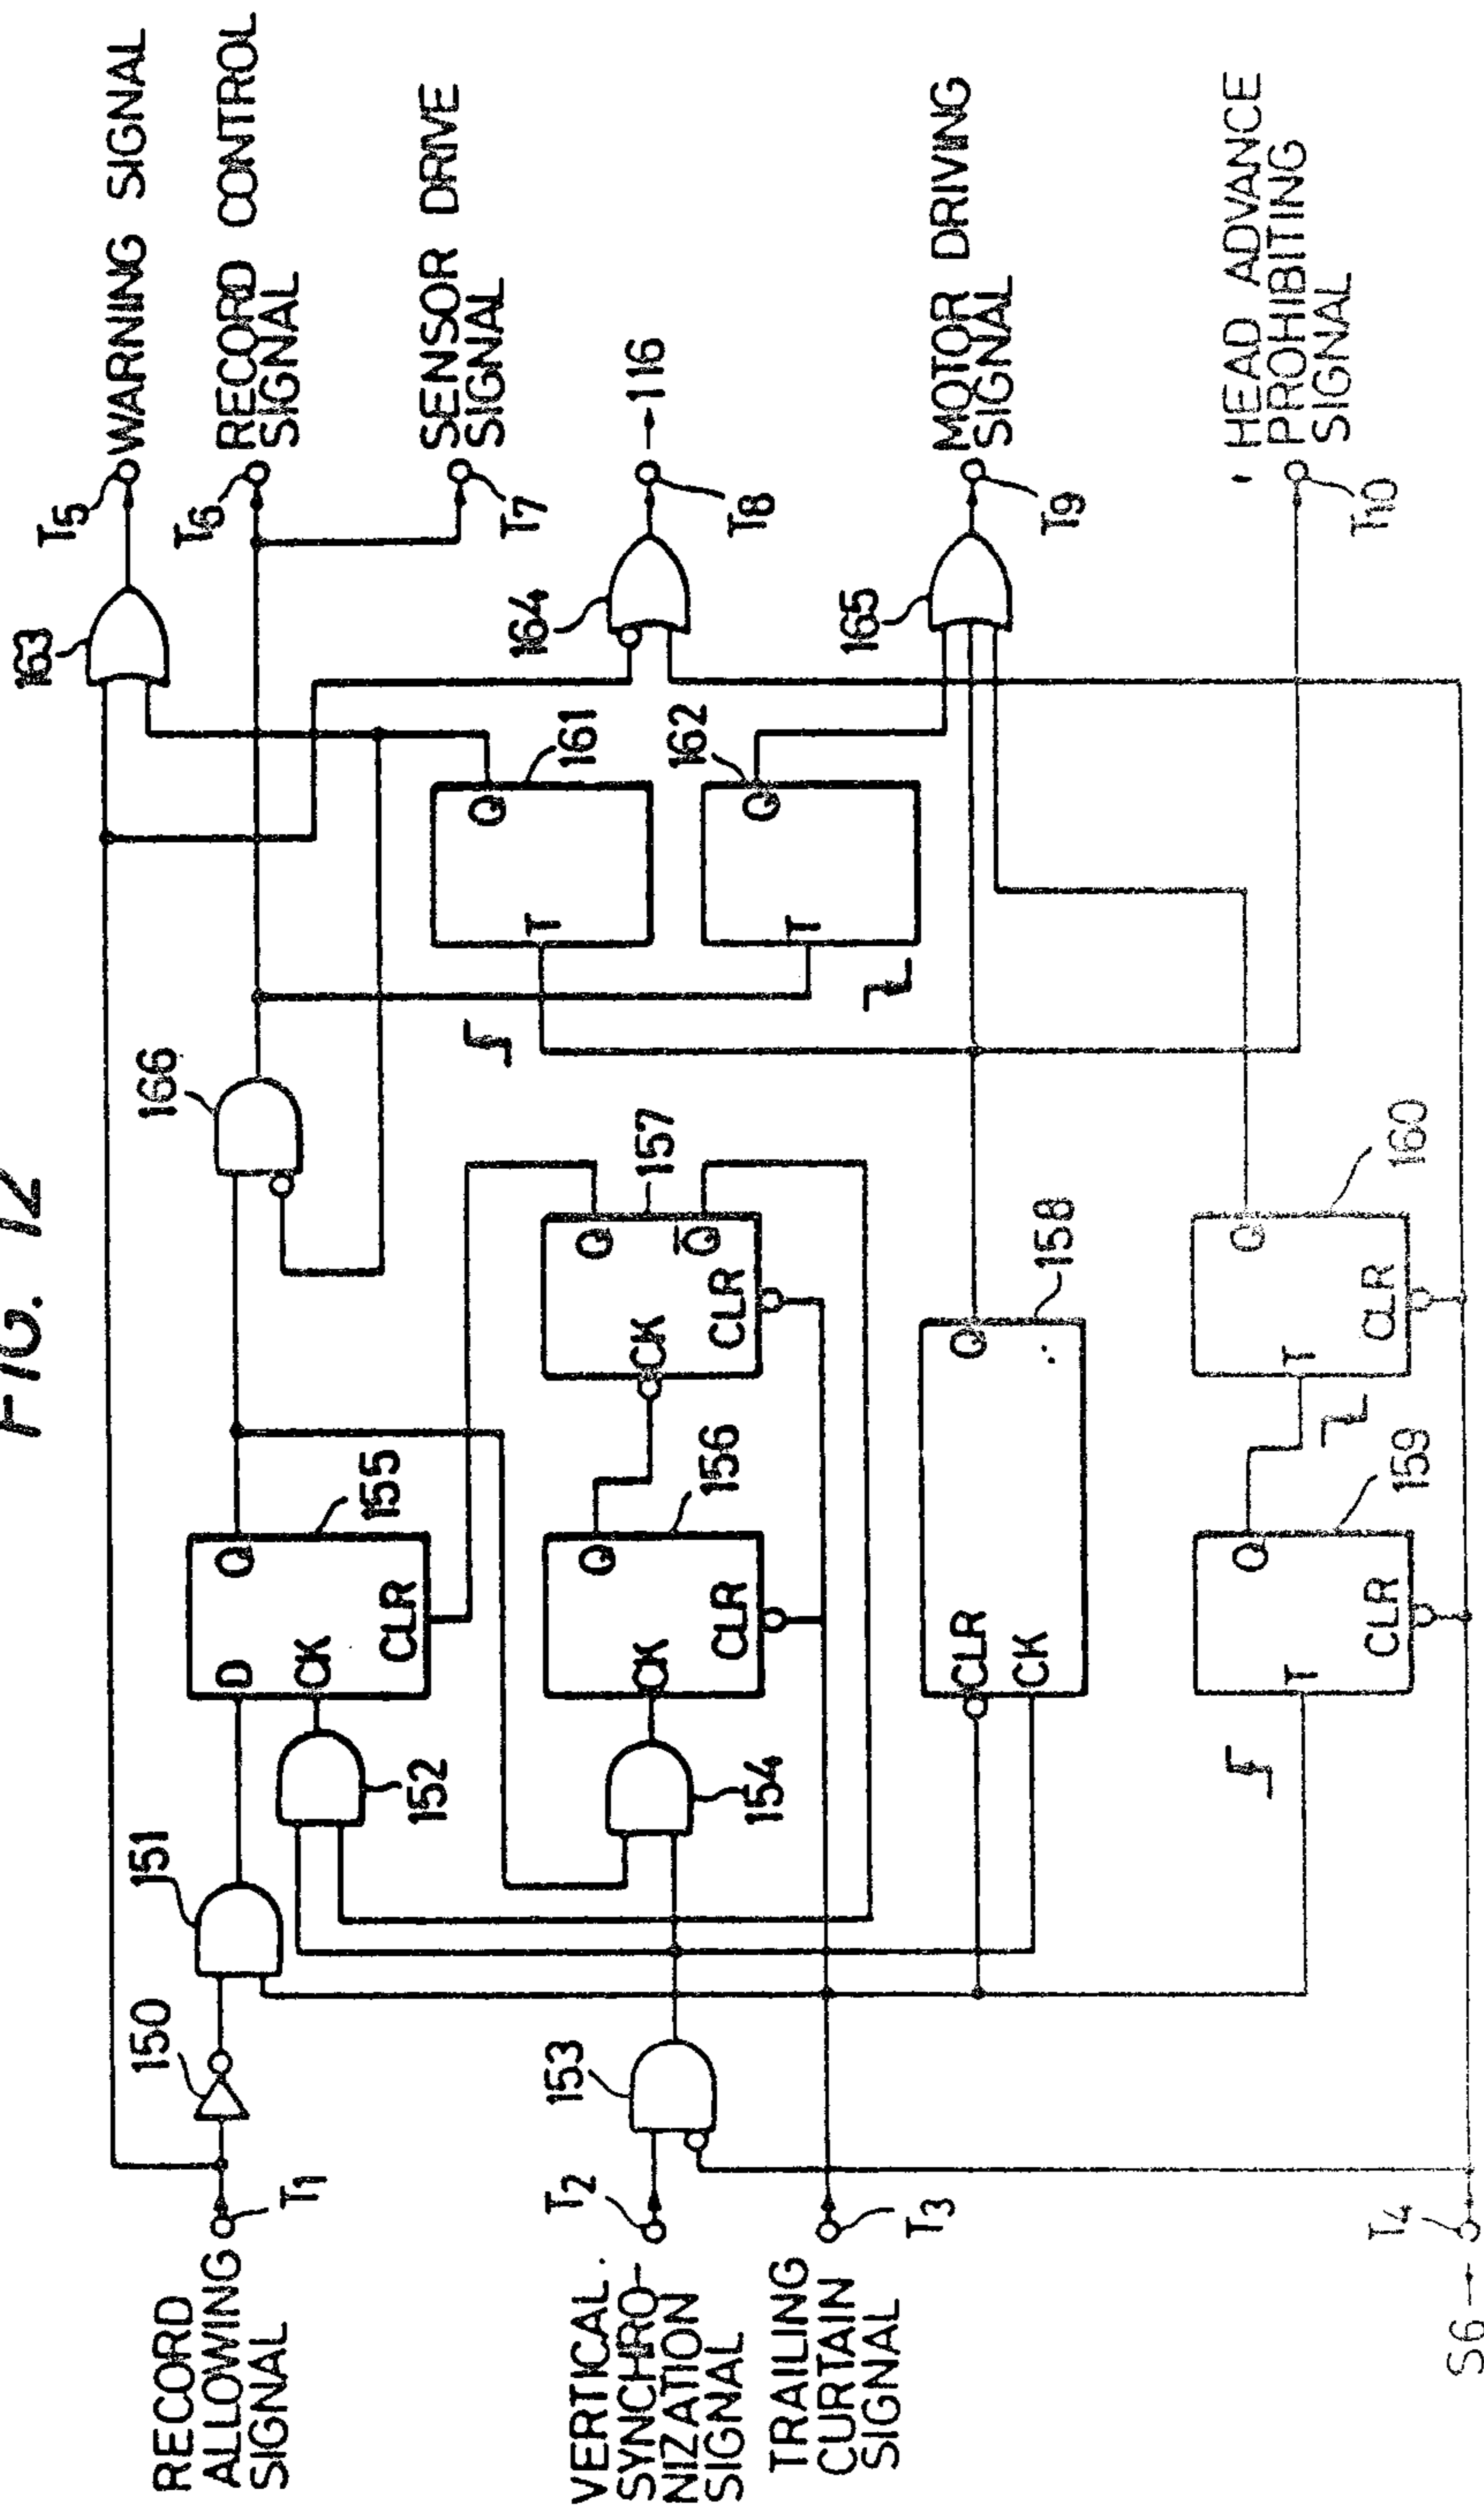 FIG. 12
RECORD
ALLOWING
SIGNAL
T1
150
151
152
D
CK
CLR
Q
155
166
163
T5
WARNING SIGNAL
T6
RECORD CONTROL
SIGNAL
T7
SENSOR DRIVE
SIGNAL
VERTICAL
SYNCHRO-
NIZATION
SIGNAL
T2
153
154
CK
CLR
Q
156
CK
CLR
Q
Q̅
157
T
Q
161
164
T8
116
TRAILING
CURTAIN
SIGNAL
T3
CLR
CK
Q
158
T
Q
162
165
T9
MOTOR DRIVING
SIGNAL
T
CLR
Q
159
T
CLR
Q
160
T10
HEAD ADVANCE
PROHIBITING
SIGNAL
S6
T4